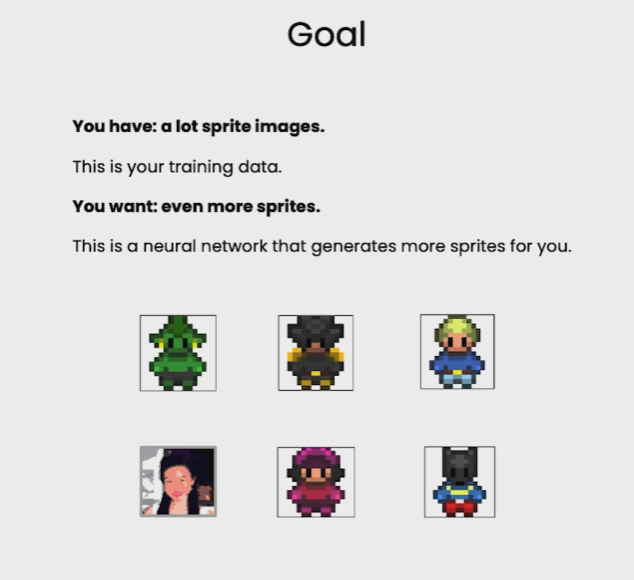 Goal
You have: a lot sprite images.
This is your training data.
You want: even more sprites.
This is a neural network that generates more sprites for you.